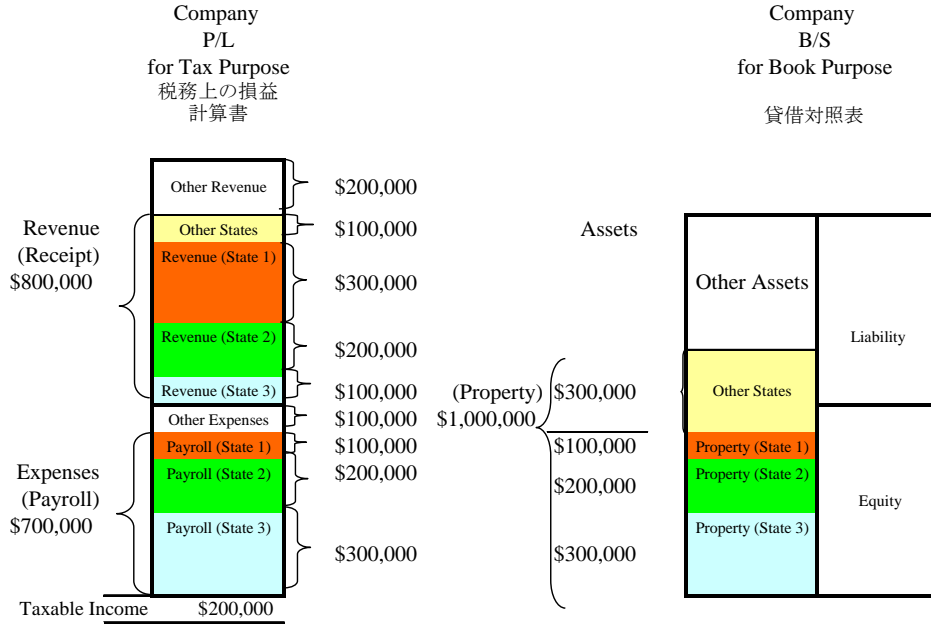 Company
P/L
for Tax Purpose
税務上の損益
計算書
Company
B/S
for Book Purpose
貸借対照表
Other Revenue
$200,000
Revenue
(Receipt)
$800,000
Other States
$100,000
Revenue (State 1)
$300,000
Revenue (State 2)
$200,000
Revenue (State 3)
$100,000
Other Expenses
$100,000
Expenses
(Payroll)
$700,000
Payroll (State 1)
$100,000
Payroll (State 2)
$200,000
Payroll (State 3)
$300,000
Taxable Income
$200,000
Assets
Other Assets
Liability
(Property)
$1,000,000
$300,000
Other States
$100,000
Property (State 1)
$200,000
Property (State 2)
$300,000
Property (State 3)
Equity